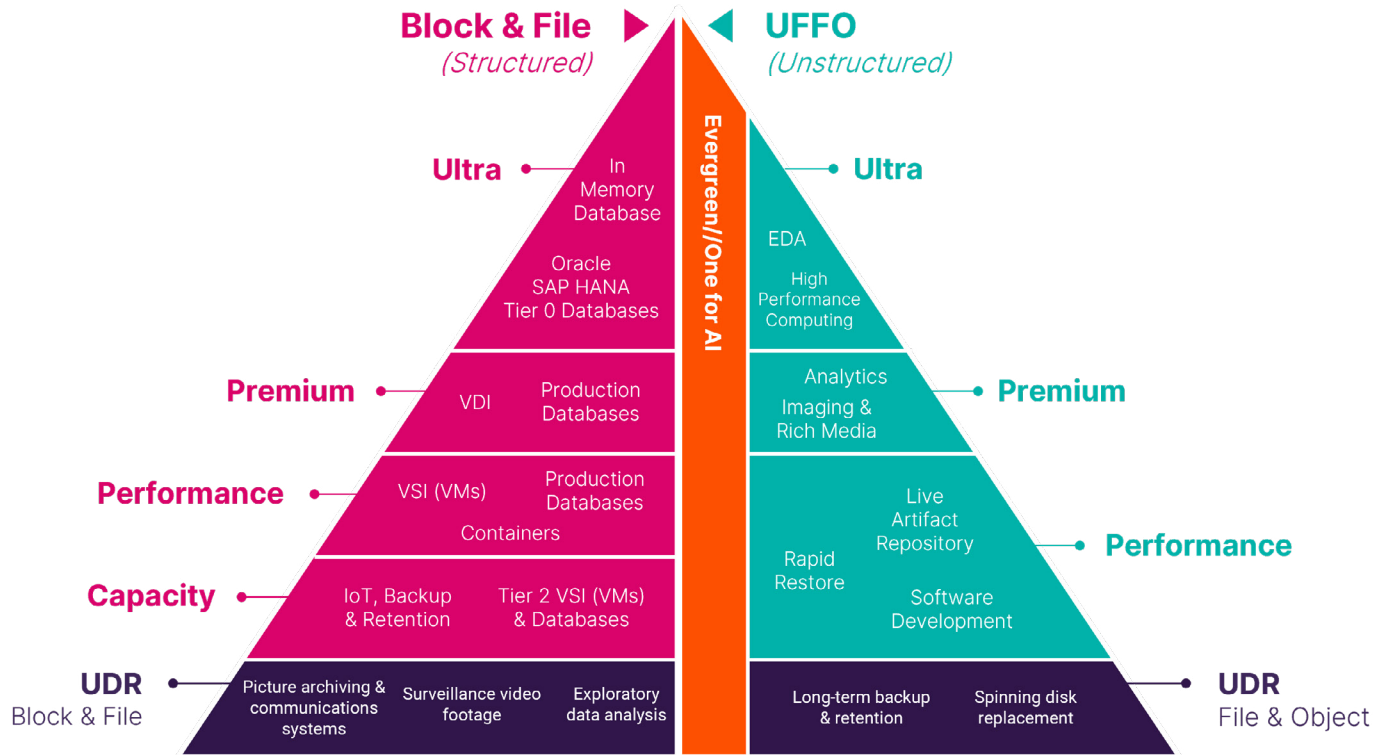 Block & File
(Structured)
UFFO
(Unstructured)
Evergreen//One for AI
Ultra
In
Memory
Database
Oracle
SAP HANA
Tier 0 Databases
Ultra
EDA
High
Performance
Computing
Premium
VDI
Production
Databases
Analytics
Imaging &
Rich Media
Premium
Performance
VSI (VMs)
Production
Databases
Containers
Live
Artifact
Repository
Rapid
Restore
Software
Development
Performance
Capacity
IoT, Backup
& Retention
Tier 2 VSI (VMs)
& Databases
UDR
Block & File
Picture archiving &
communications
systems
Surveillance video
footage
Exploratory
data analysis
Long-term backup
& retention
Spinning disk
replacement
UDR
File & Object